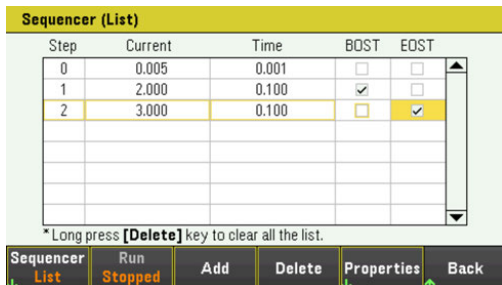 Sequencer (List)
Step Current Time BOST EOST
0 0.005 0.001
1 2.000 0.100
2 3.000 0.100
*Long press [Delete] key to clear all the list.
Sequencer Run Add Delete Properties Back
List Stopped